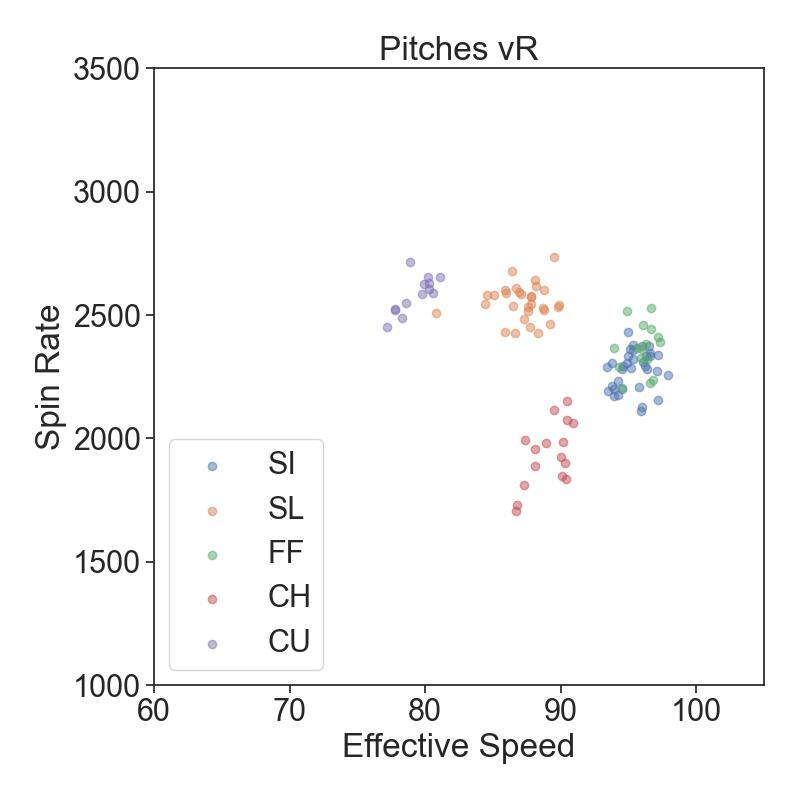 Pitches vR
3500
3000
2500
2000
1500
1000
Spin Rate
SI
SL
FF
CH
CU
60 70 80 90 100
Effective Speed